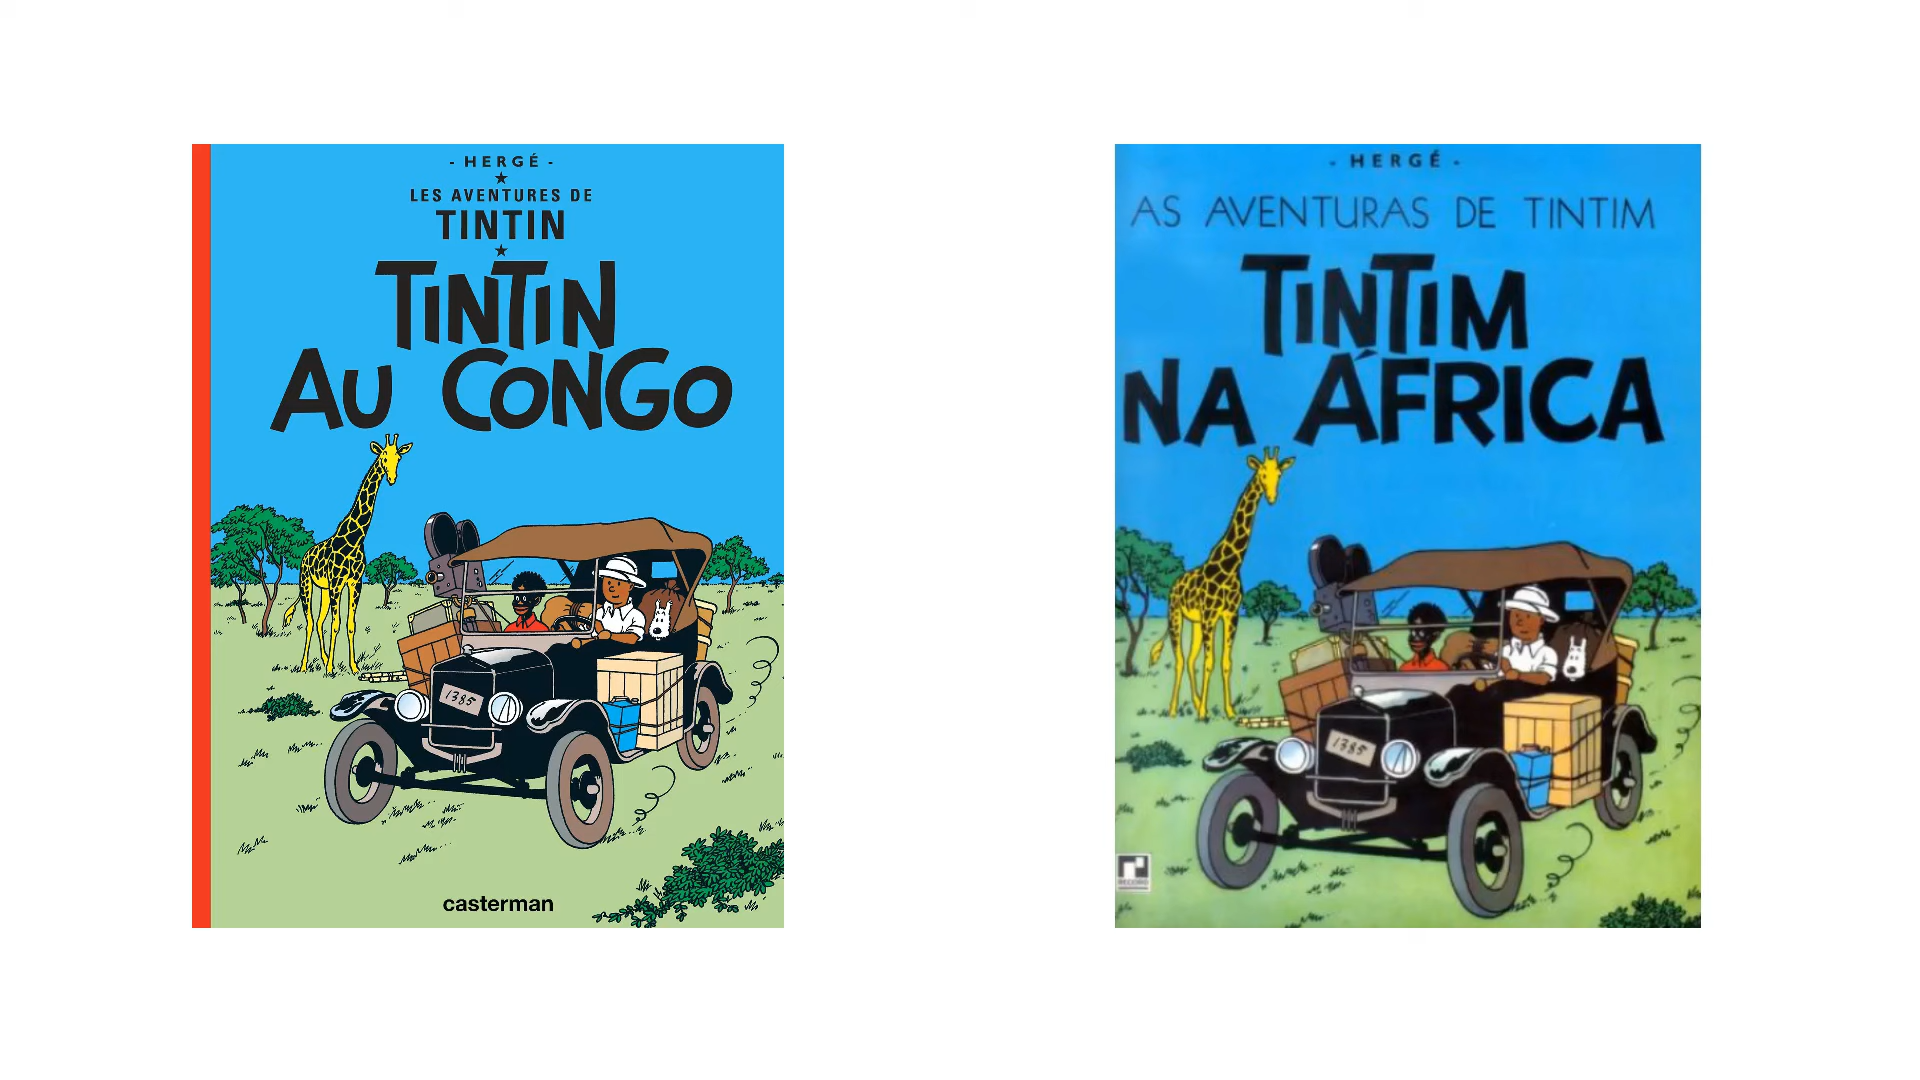 - HERGÉ -
LES AVENTURES DE
TINTIN
TINTIN
AU CONGO
1385
casterman
- HERGÉ -
AS AVENTURAS DE TINTIM
TINTIM
NA ÁFRICA
1385
RECORD